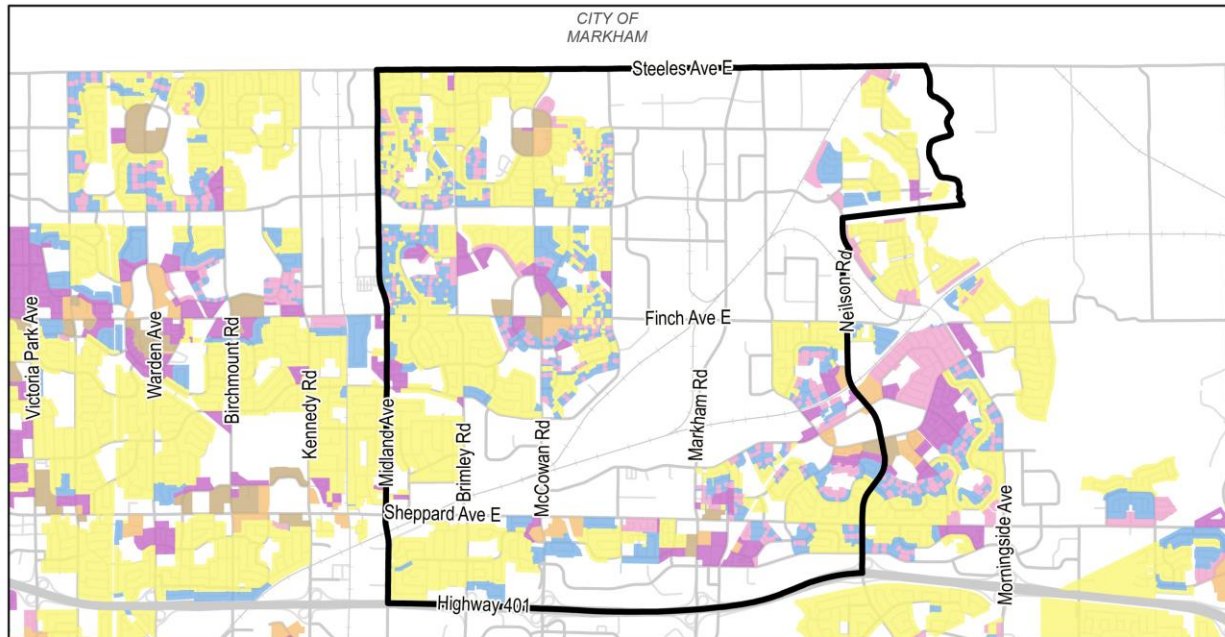 CITY OF
MARKHAM
Steeles Ave E
Finch Ave E
Neilson Rd
Victoria Park Ave
Warden Ave
Birchmount Rd
Kennedy Rd
Midland Ave
Brimley Rd
McCowan Rd
Markham Rd
Sheppard Ave E
Morningside Ave
Highway 401